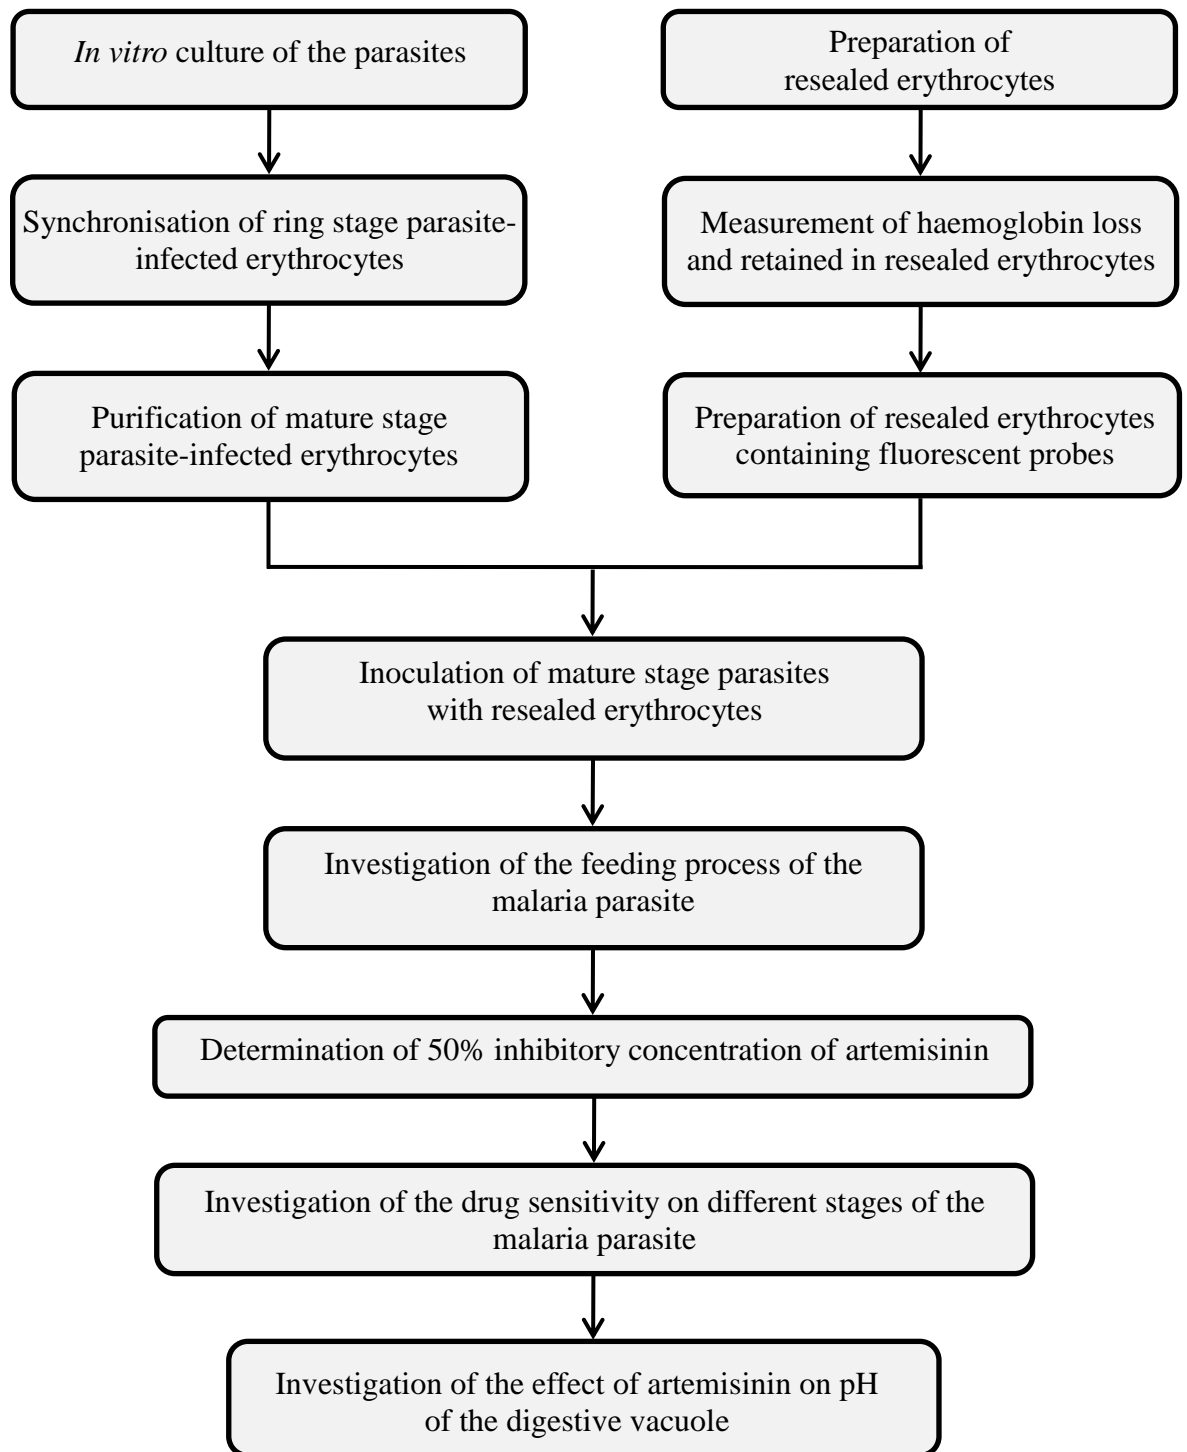 In vitro culture of the parasites
Preparation of
resealed erythrocytes
Synchronisation of ring stage parasite-
infected erythrocytes
Measurement of haemoglobin loss
and retained in resealed erythrocytes
Purification of mature stage
parasite-infected erythrocytes
Preparation of resealed erythrocytes
containing fluorescent probes
Inoculation of mature stage parasites
with resealed erythrocytes
Investigation of the feeding process of the
malaria parasite
Determination of 50% inhibitory concentration of artemisinin
Investigation of the drug sensitivity on different stages of the
malaria parasite
Investigation of the effect of artemisinin on pH
of the digestive vacuole